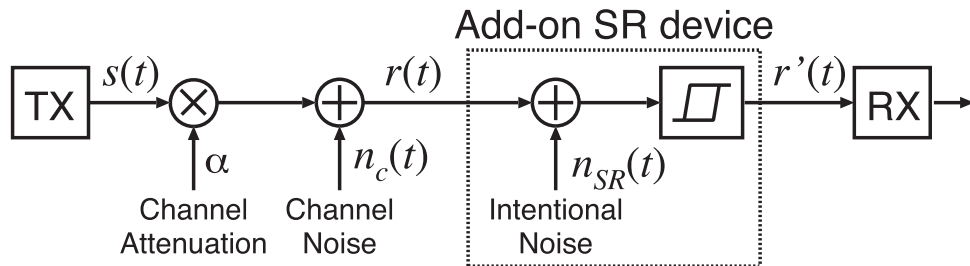 Add-on SR device
TX
s(t)
r(t)
r’(t)
RX
α
n_c(t)
n_SR(t)
Channel
Attenuation
Channel
Noise
Intentional
Noise